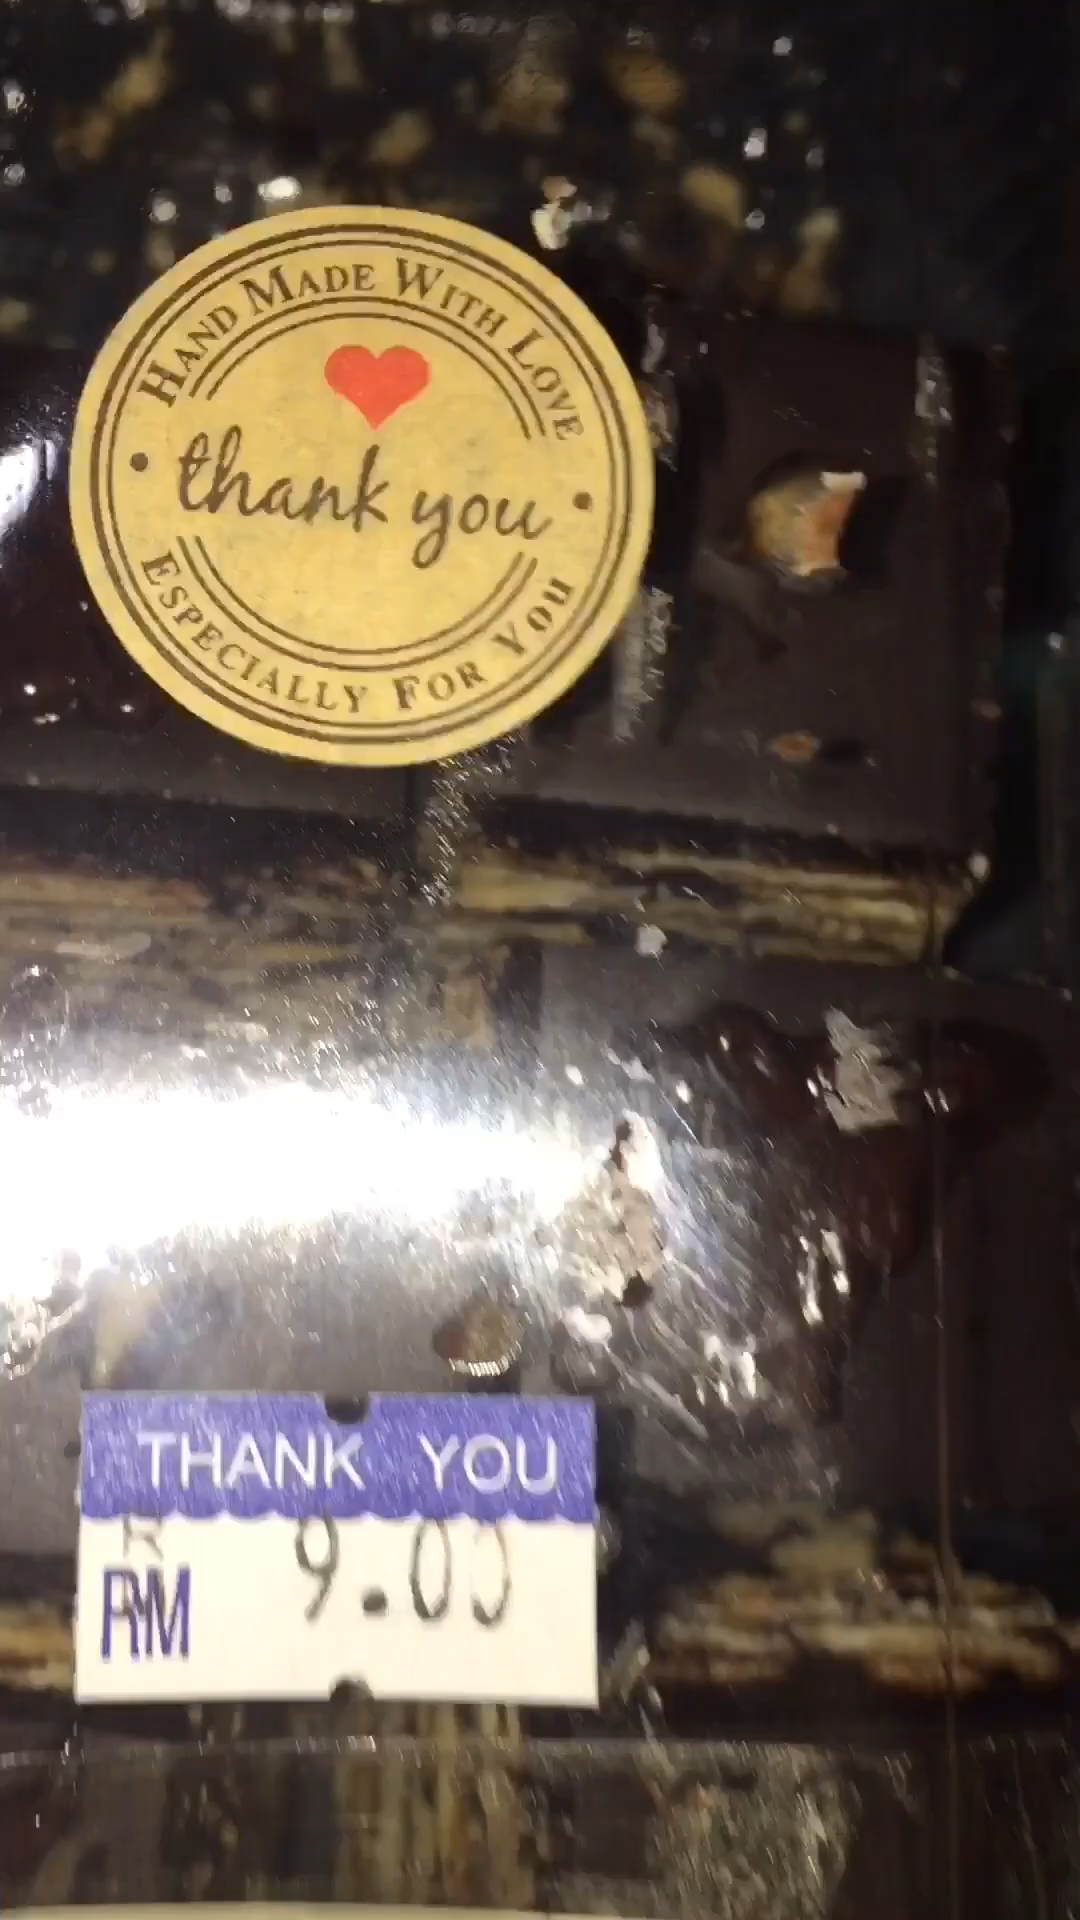 HAND MADE WITH LOVE
thank you
ESPECIALLY FOR YOU
THANK YOU
RM 9.00